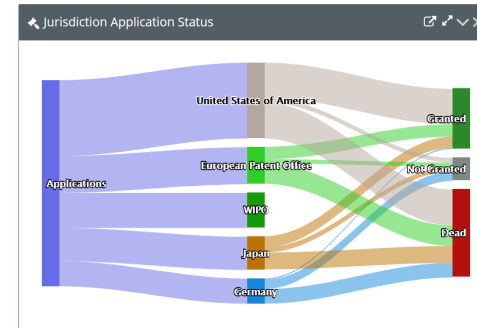 Jurisdiction Application Status
United States of America
Granted
European Patent Office
Not Granted
Applications
WIPO
Dead
Japan
Germany